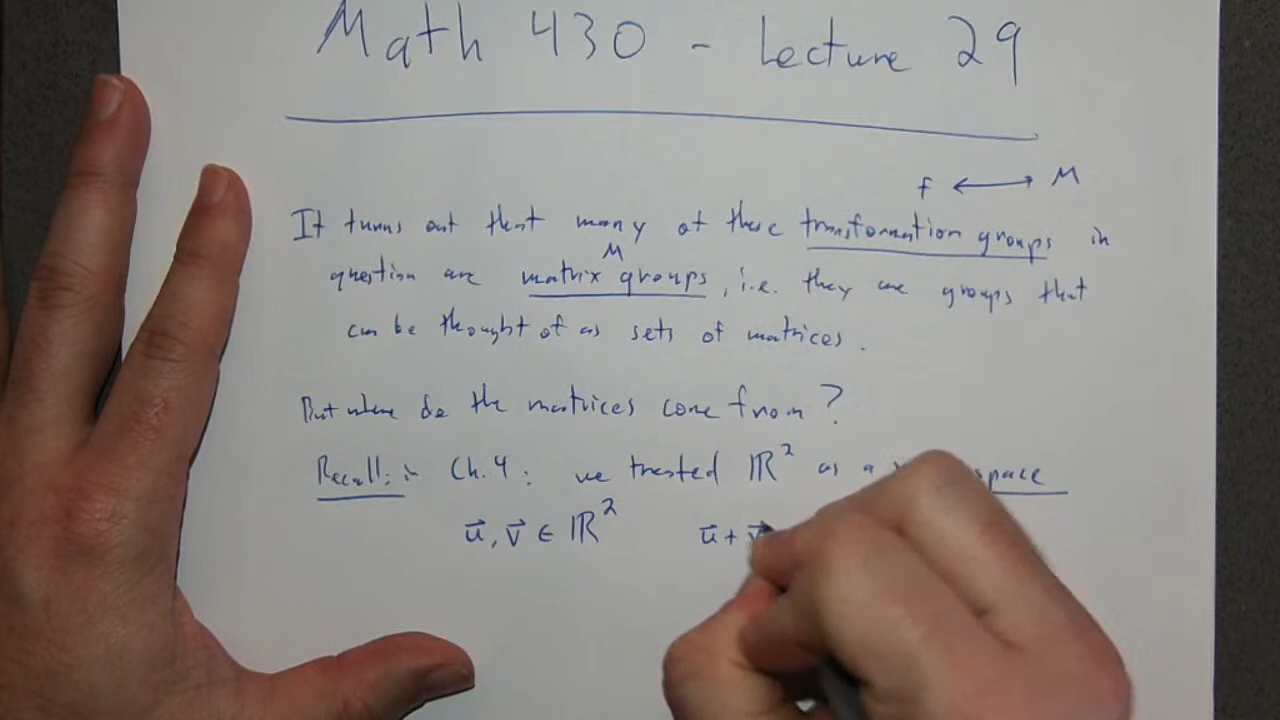 Math 430 - Lecture 29
f ↔ M
It turns out that many of these transformation groups in
M
question are matrix groups, i.e. they are groups that
can be thought of as sets of matrices.
But where do the matrices come from?
Recall: in Ch. 4: we treated ℝ² as a space
u⃗, v⃗ ∈ ℝ² u⃗ + v⃗